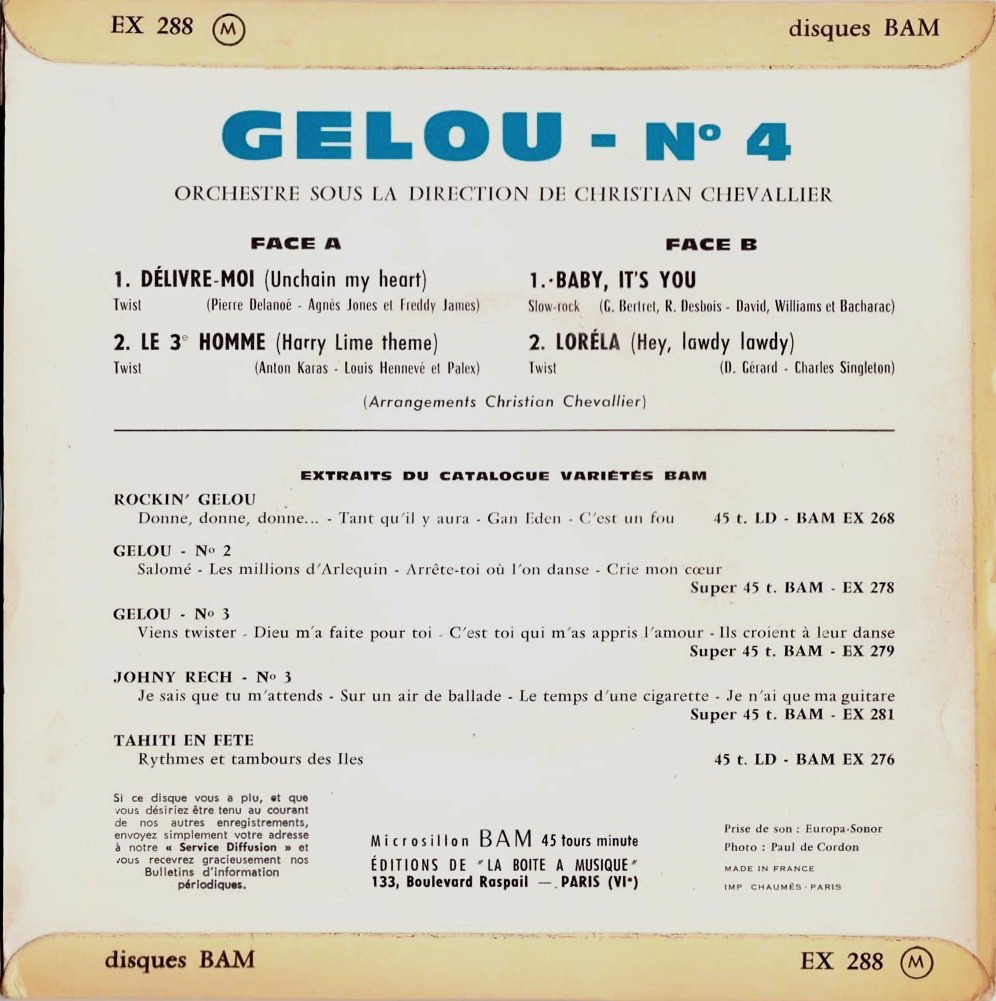 EX 288 M disques BAM
GELOU - Nº 4
ORCHESTRE SOUS LA DIRECTION DE CHRISTIAN CHEVALLIER
FACE A
1. DÉLIVRE-MOI (Unchain my heart)
Twist (Pierre Delanoé - Agnès Jones et Freddy James)
2. LE 3e HOMME (Harry Lime theme)
Twist (Anton Karas - Louis Hennevé et Palex)
FACE B
1. BABY, IT'S YOU
Slow-rock (G. Bertret, R. Desbois - David, Williams et Bacharac)
2. LORÉLA (Hey, lawdy lawdy)
Twist (D. Gérard - Charles Singleton)
(Arrangements Christian Chevallier)
EXTRAITS DU CATALOGUE VARIÉTÉS BAM
ROCKIN' GELOU
Donne, donne, donne... - Tant qu'il y aura - Gan Eden - C'est un fou 45 t. LD - BAM EX 268
GELOU - Nº 2
Salomé - Les millions d'Arlequin - Arrête-toi où l'on danse - Crie mon cœur
Super 45 t. BAM - EX 278
GELOU - Nº 3
Viens twister - Dieu m'a faite pour toi - C'est toi qui m'as appris l'amour - Ils croient à leur danse
Super 45 t. BAM - EX 279
JOHNY RECH - Nº 3
Je sais que tu m'attends - Sur un air de ballade - Le temps d'une cigarette - Je n'ai que ma guitare
Super 45 t. BAM - EX 281
TAHITI EN FETE
Rythmes et tambours des Iles 45 t. LD - BAM EX 276
Si ce disque vous a plu, et que
vous désiriez être tenu au courant
de nos autres enregistrements,
envoyez simplement votre adresse
à notre « Service Diffusion » et
vous recevrez gracieusement nos
Bulletins d'information
périodiques.
Microsillon BAM 45 tours minute
ÉDITIONS DE "LA BOITE A MUSIQUE"
133, Boulevard Raspail — PARIS (VIe)
Prise de son : Europa-Sonor
Photo : Paul de Cordon
MADE IN FRANCE
IMP CHAUMÉS - PARIS
disques BAM EX 288 M